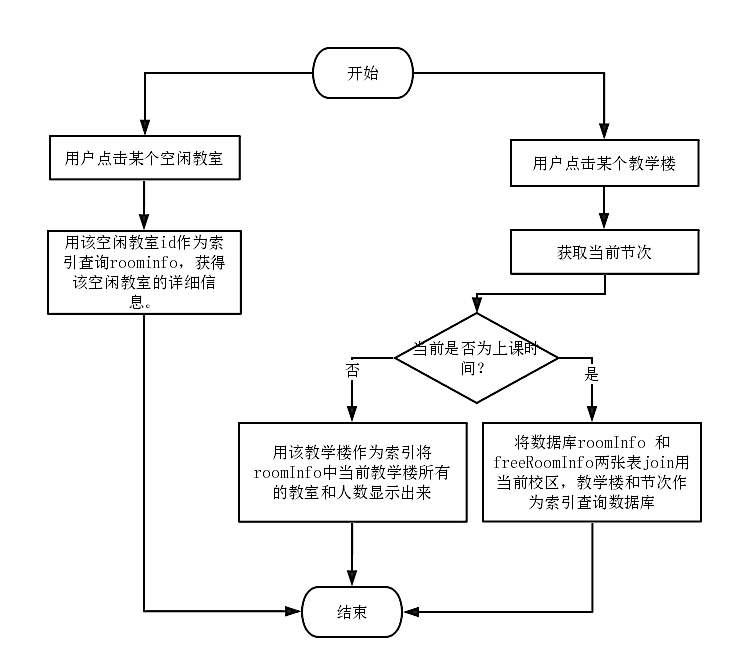 开始
用户点击某个空闲教室
用户点击某个教学楼
用该空闲教室id作为索
引查询roominfo，获得
该空闲教室的详细信
息。
获取当前节次
当前是否为上课时
间？
否
是
用该教学楼作为索引将
roomInfo中当前教学楼所有
的教室和人数显示出来
将数据库roomInfo 和
freeRoomInfo两张表join用
当前校区，教学楼和节次作
为索引查询数据库
结束